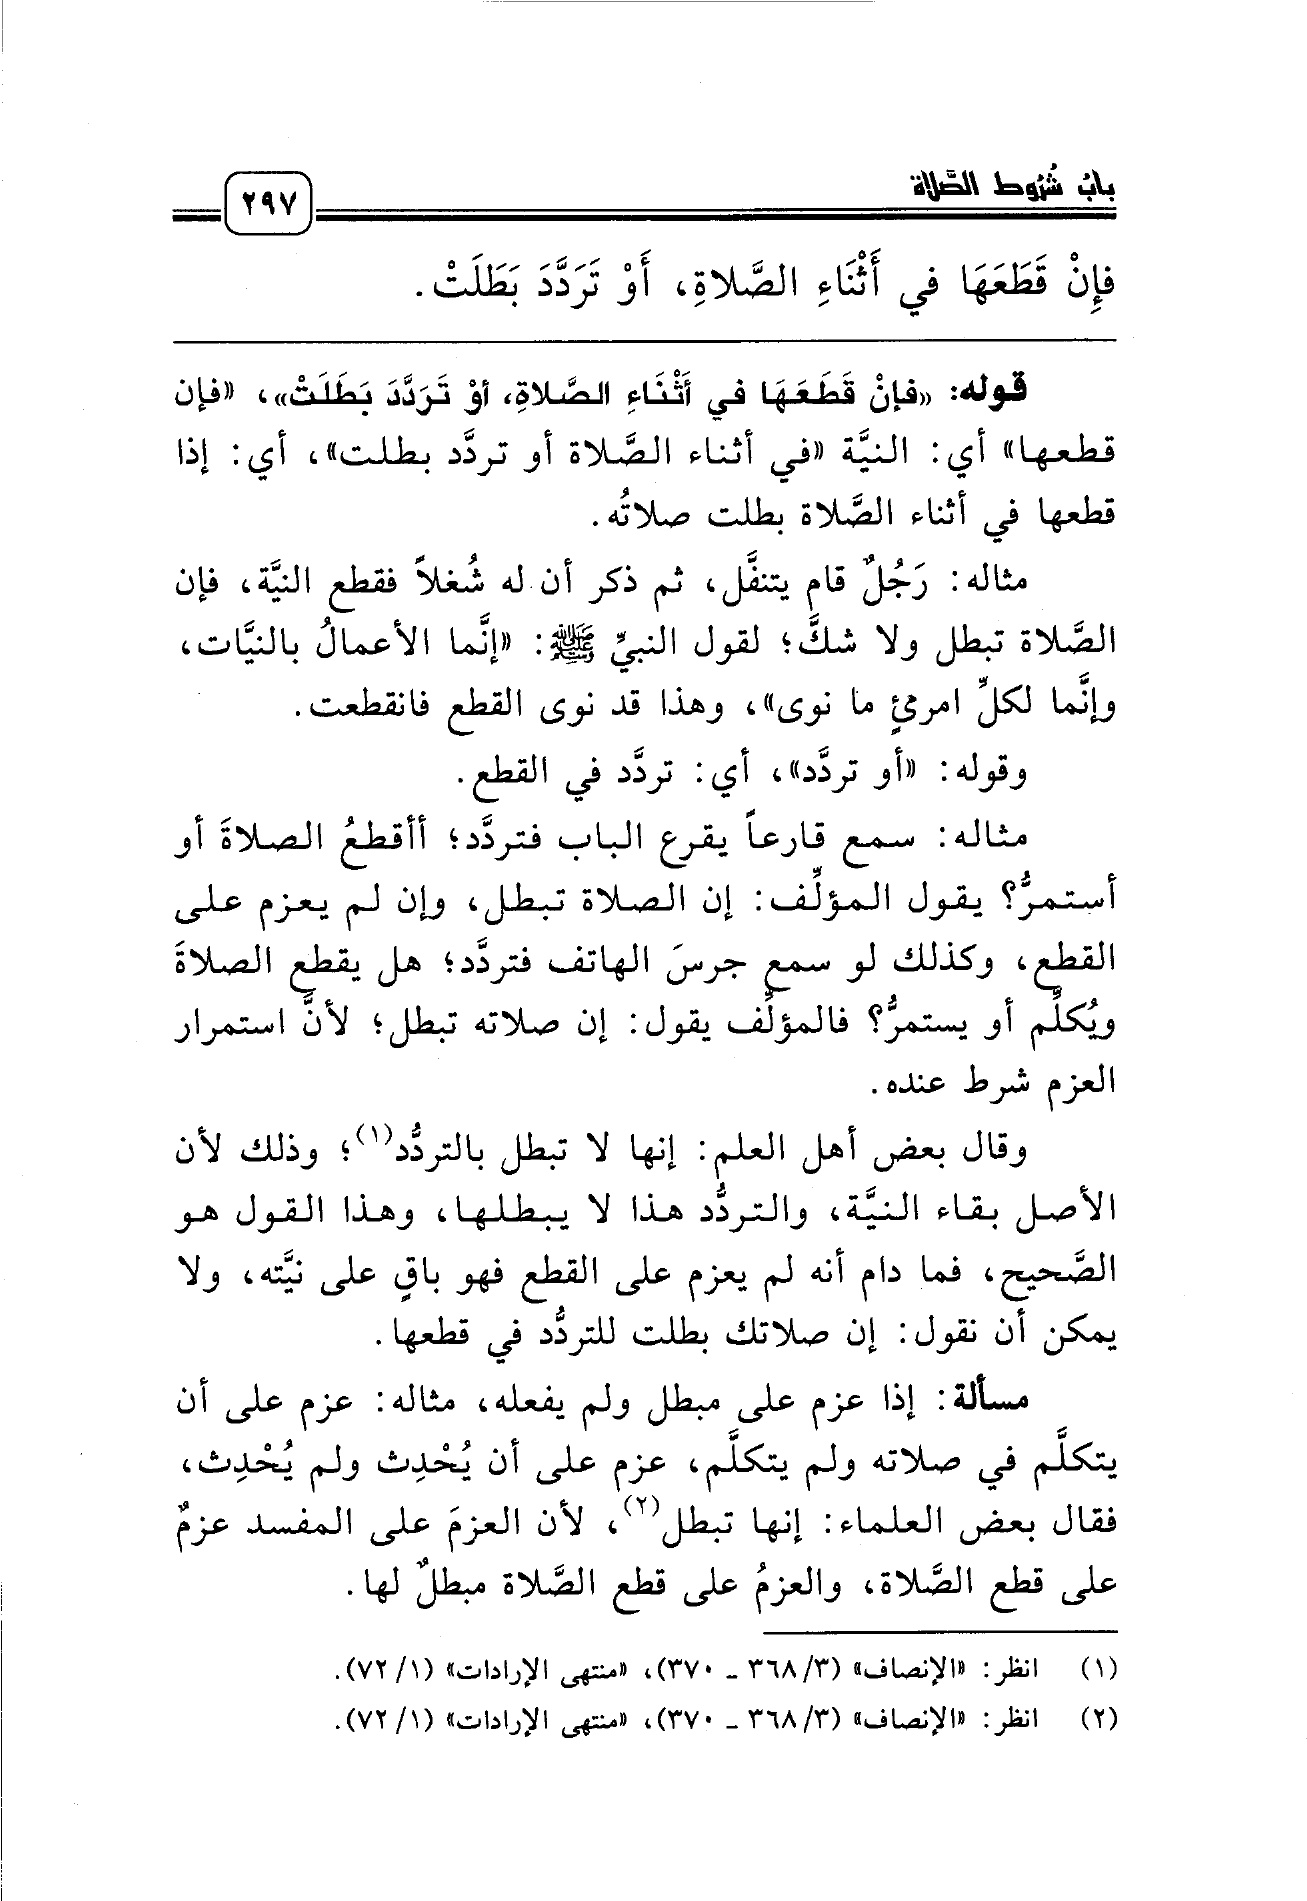 بابُ شُرُوط الصَّلاة
٢٩٧
فإِنْ قَطَعَهَا في أَثْنَاءِ الصَّلاةِ، أَوْ تَرَدَّدَ بَطَلَتْ.
قوله: «فإنْ قَطَعَهَا في أثْنَاءِ الصَّلاةِ، أوْ تَرَدَّدَ بَطَلَتْ»، «فإن
قطعها» أي: النيَّة «في أثناء الصَّلاة أو تردَّد بطلت»، أي: إذا
قطعها في أثناء الصَّلاة بطلت صلاتُه.
مثاله: رَجُلٌ قام يتنفَّل، ثم ذكر أن له شُغلاً فقطع النيَّة، فإن
الصَّلاة تبطل ولا شكَّ؛ لقول النبيِّ ﷺ: «إنَّما الأعمالُ بالنيَّات،
وإنَّما لكلِّ امرئٍ ما نوى»، وهذا قد نوى القطع فانقطعت.
وقوله: «أو تردَّد»، أي: تردَّد في القطع.
مثاله: سمع قارعاً يقرع الباب فتردَّد؛ أأقطعُ الصلاةَ أو
أستمرُّ؟ يقول المؤلِّف: إن الصلاة تبطل، وإن لم يعزم على
القطع، وكذلك لو سمع جرسَ الهاتف فتردَّد؛ هل يقطع الصلاةَ
ويُكلِّم أو يستمرُّ؟ فالمؤلِّف يقول: إن صلاته تبطل؛ لأنَّ استمرار
العزم شرط عنده.
وقال بعض أهل العلم: إنها لا تبطل بالتردُّد(١)؛ وذلك لأن
الأصل بقاء النيَّة، والتردُّد هذا لا يبطلها، وهذا القول هو
الصَّحيح، فما دام أنه لم يعزم على القطع فهو باقٍ على نيَّته، ولا
يمكن أن نقول: إن صلاتك بطلت للتردُّد في قطعها.
مسألة: إذا عزم على مبطل ولم يفعله، مثاله: عزم على أن
يتكلَّم في صلاته ولم يتكلَّم، عزم على أن يُحْدِث ولم يُحْدِث،
فقال بعض العلماء: إنها تبطل(٢)، لأن العزمَ على المفسد عزمٌ
على قطع الصَّلاة، والعزمُ على قطع الصَّلاة مبطلٌ لها.
(١) انظر: «الإنصاف» (٣/ ٣٦٨ ـ ٣٧٠)، «منتهى الإرادات» (١/ ٧٢).
(٢) انظر: «الإنصاف» (٣/ ٣٦٨ ـ ٣٧٠)، «منتهى الإرادات» (١/ ٧٢).